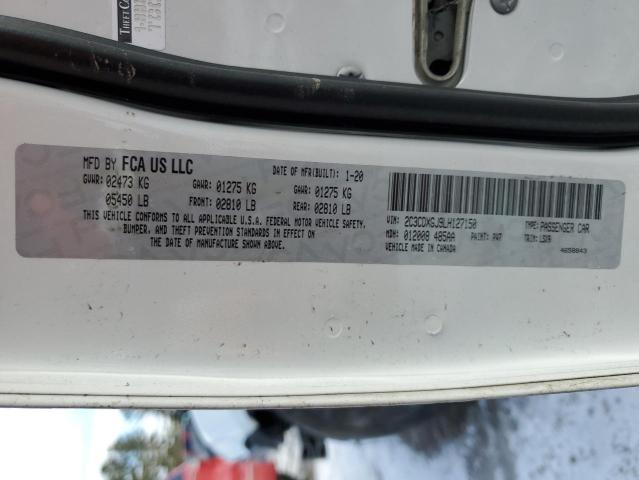 THEFT
MFD BY FCA US LLC
DATE OF MFR(BUILT): 1-20
GVWR: 02473 KG GAWR: 01275 KG GAWR: 01275 KG
05450 LB FRONT: 02810 LB REAR: 02810 LB
THIS VEHICLE CONFORMS TO ALL APPLICABLE U.S.A. FEDERAL MOTOR VEHICLE SAFETY,
BUMPER, AND THEFT PREVENTION STANDARDS IN EFFECT ON
THE DATE OF MANUFACTURE SHOWN ABOVE.
VIN: 2C3CDXGJ9LH127150 TYPE: PASSENGER CAR
MDH: 012008 485AA PAINT: PW7 TRIM: LSX9
VEHICLE MADE IN CANADA 4658843